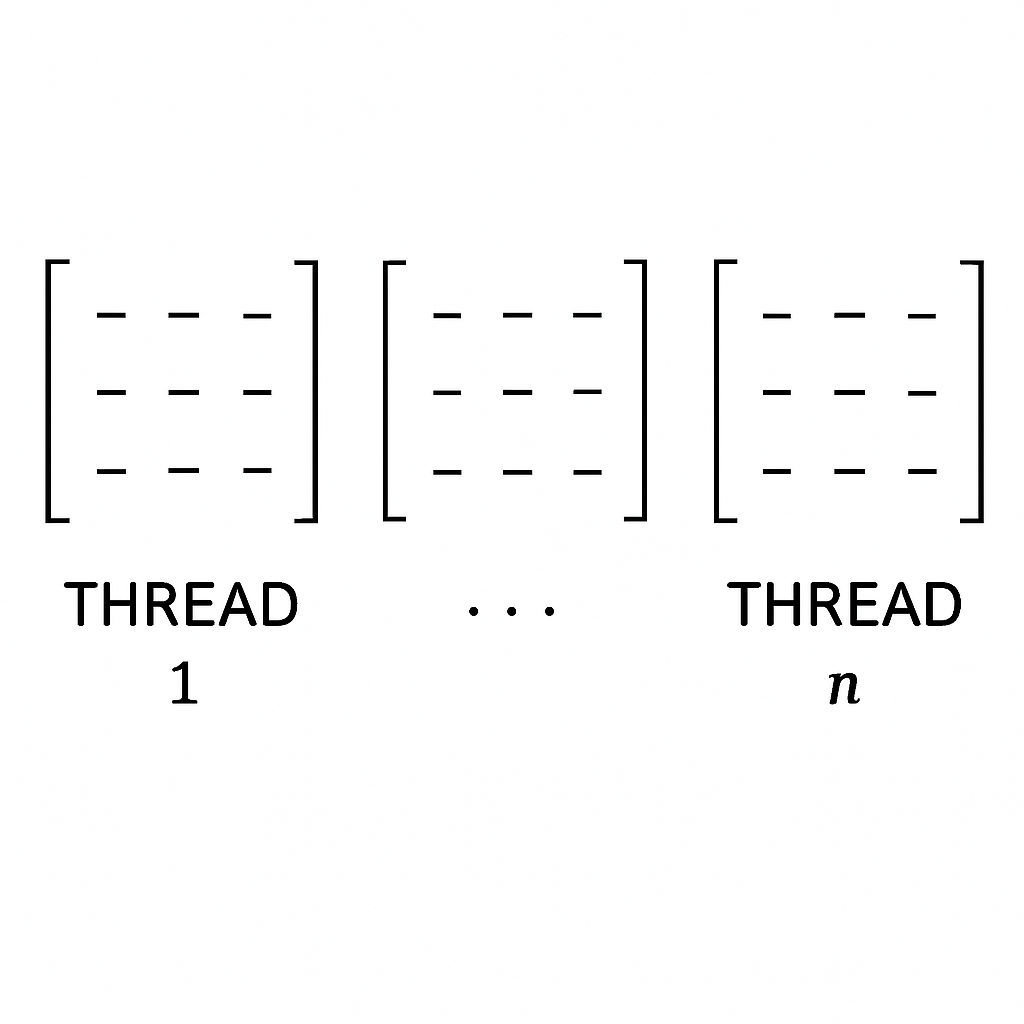 [ — — — ] [ — — — ] [ — — — ]
[ — — — ] [ — — — ] [ — — — ]
[ — — — ] [ — — — ] [ — — — ]
THREAD . . . THREAD
1 n